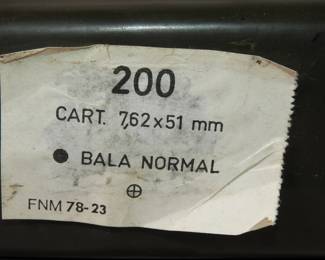 200
CART. 7,62x51 mm
● BALA NORMAL
⊕
FNM 78-23